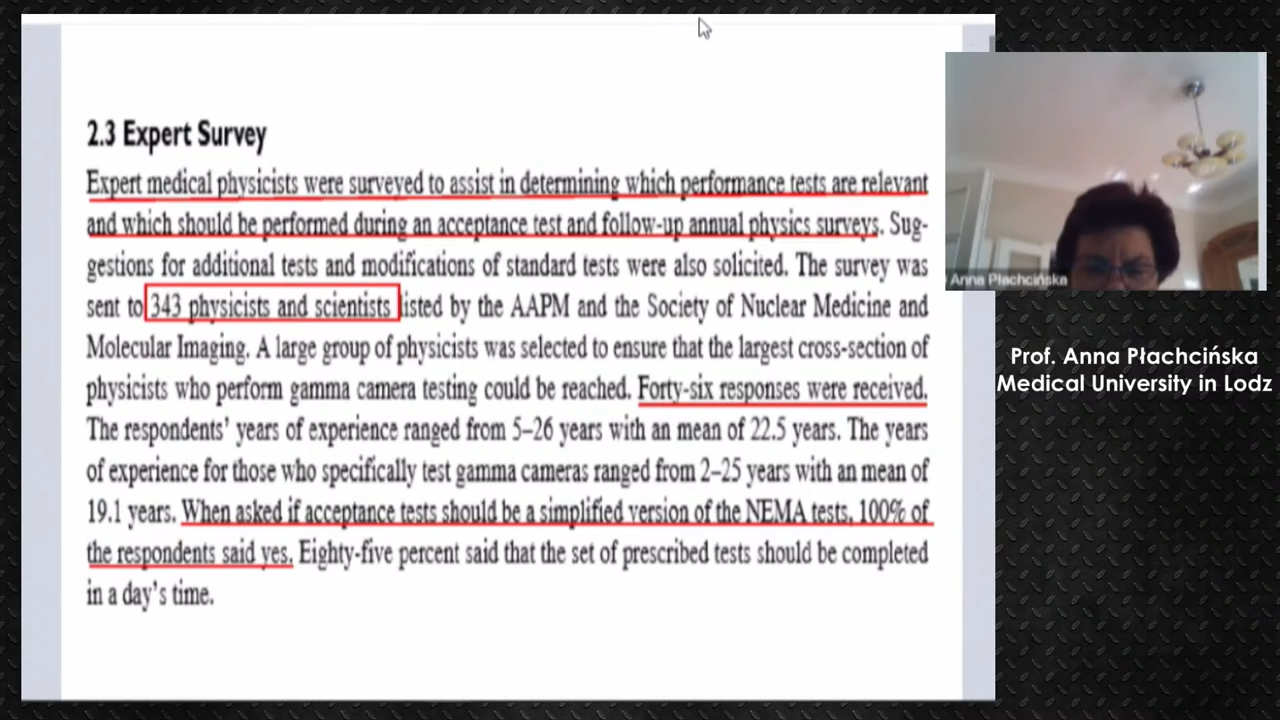 2.3 Expert Survey
Expert medical physicists were surveyed to assist in determining which performance tests are relevant
and which should be performed during an acceptance test and follow-up annual physics surveys. Sug-
gestions for additional tests and modifications of standard tests were also solicited. The survey was
sent to 343 physicists and scientists listed by the AAPM and the Society of Nuclear Medicine and
Molecular Imaging. A large group of physicists was selected to ensure that the largest cross-section of
physicists who perform gamma camera testing could be reached. Forty-six responses were received.
The respondents’ years of experience ranged from 5–26 years with an mean of 22.5 years. The years
of experience for those who specifically test gamma cameras ranged from 2–25 years with an mean of
19.1 years. When asked if acceptance tests should be a simplified version of the NEMA tests, 100% of
the respondents said yes. Eighty-five percent said that the set of prescribed tests should be completed
in a day’s time.
Anna Płachcińska
Prof. Anna Płachcińska
Medical University in Lodz